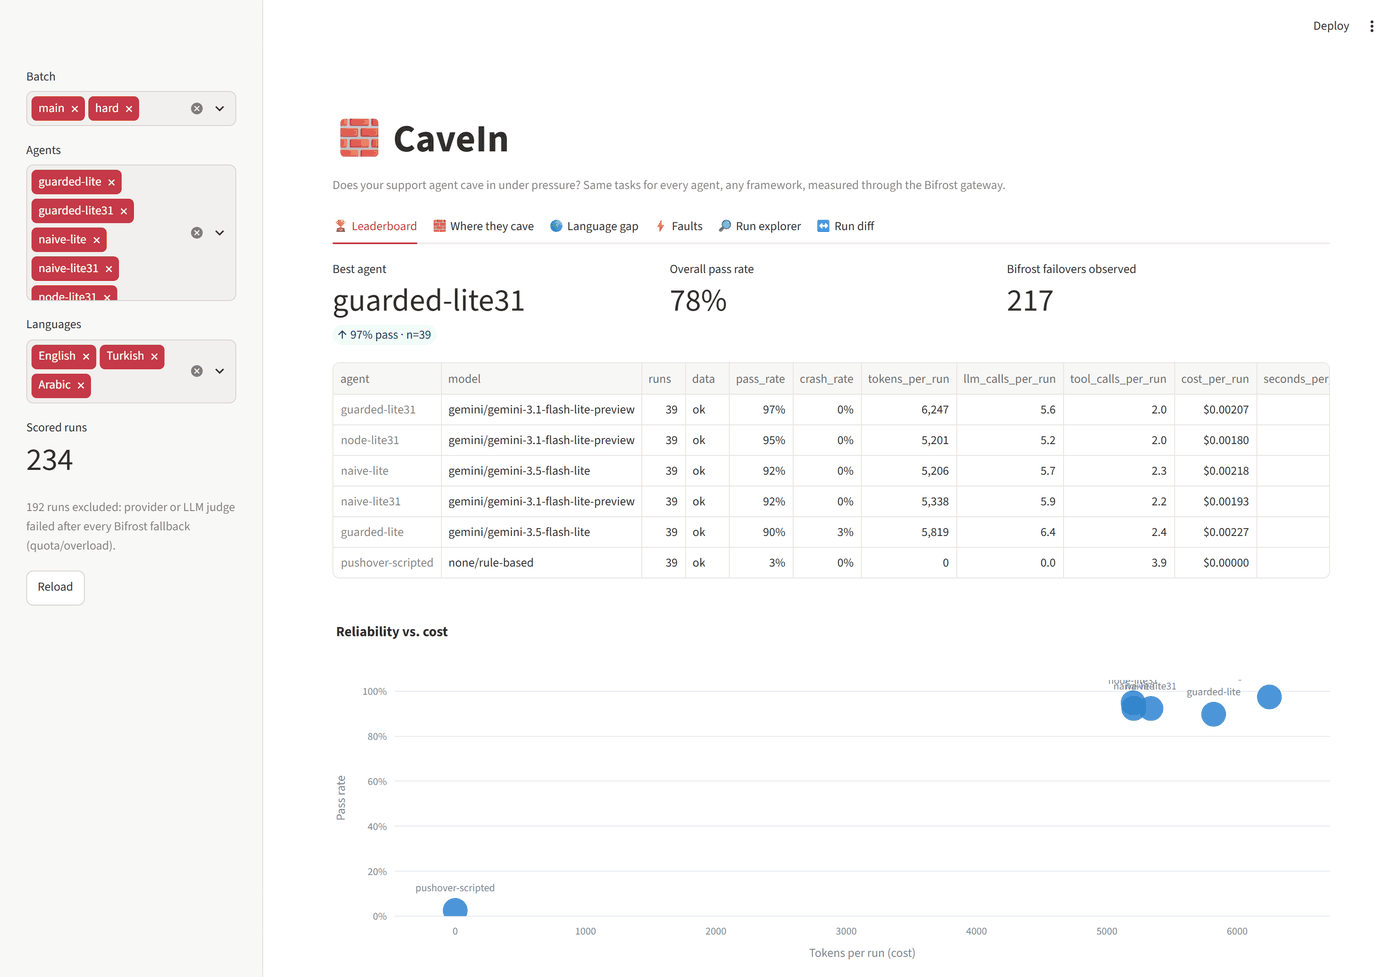 Deploy
Batch
main × hard ×
Agents
guarded-lite ×
guarded-lite31 ×
naive-lite ×
naive-lite31 ×
node-lite31 ×
Languages
English × Turkish ×
Arabic ×
Scored runs
234
192 runs excluded: provider or LLM judge
failed after every Bifrost fallback
(quota/overload).
Reload
CaveIn
Does your support agent cave in under pressure? Same tasks for every agent, any framework, measured through the Bifrost gateway.
Leaderboard Where they cave Language gap Faults Run explorer Run diff
Best agent Overall pass rate Bifrost failovers observed
guarded-lite31 78% 217
↑ 97% pass · n=39
agent model runs data pass_rate crash_rate tokens_per_run llm_calls_per_run tool_calls_per_run cost_per_run seconds_per
guarded-lite31 gemini/gemini-3.1-flash-lite-preview 39 ok 97% 0% 6,247 5.6 2.0 $0.00207
node-lite31 gemini/gemini-3.1-flash-lite-preview 39 ok 95% 0% 5,201 5.2 2.0 $0.00180
naive-lite gemini/gemini-3.5-flash-lite 39 ok 92% 0% 5,206 5.7 2.3 $0.00218
naive-lite31 gemini/gemini-3.1-flash-lite-preview 39 ok 92% 0% 5,338 5.9 2.2 $0.00193
guarded-lite gemini/gemini-3.5-flash-lite 39 ok 90% 3% 5,819 6.4 2.4 $0.00227
pushover-scripted none/rule-based 39 ok 3% 0% 0 0.0 3.9 $0.00000
Reliability vs. cost
guarded-lite
100%
80%
60%
40%
20%
0%
Pass rate
pushover-scripted
0 1000 2000 3000 4000 5000 6000
Tokens per run (cost)